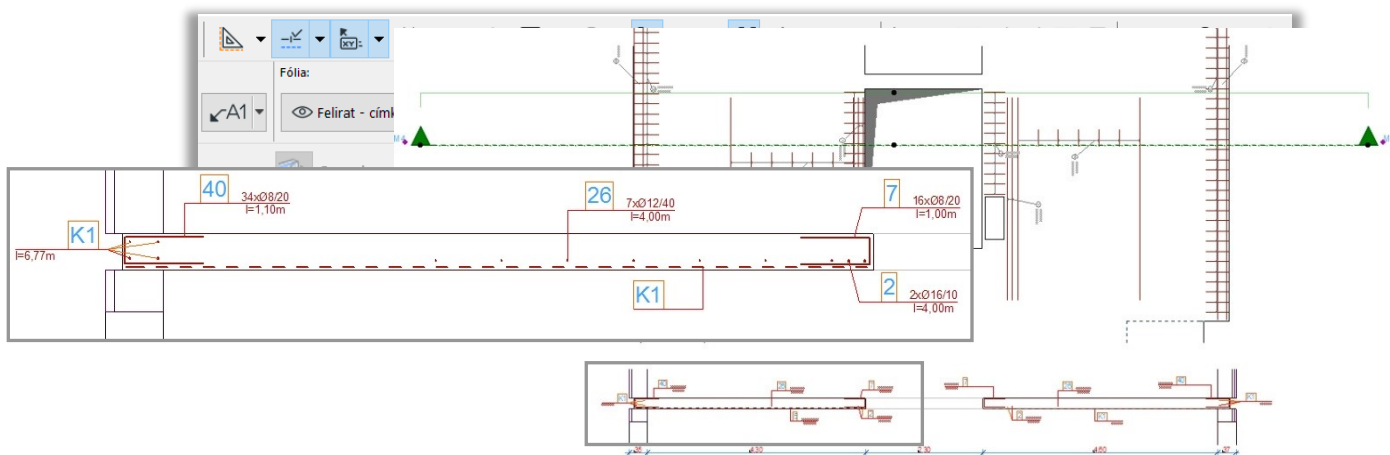 XY:
Fólia:
A1
Felirat - címk
40
34xØ8/20
l=1,10m
26
7xØ12/40
l=4,00m
7
16xØ8/20
l=1,00m
K1
l=6,77m
K1
2
2xØ16/10
l=4,00m